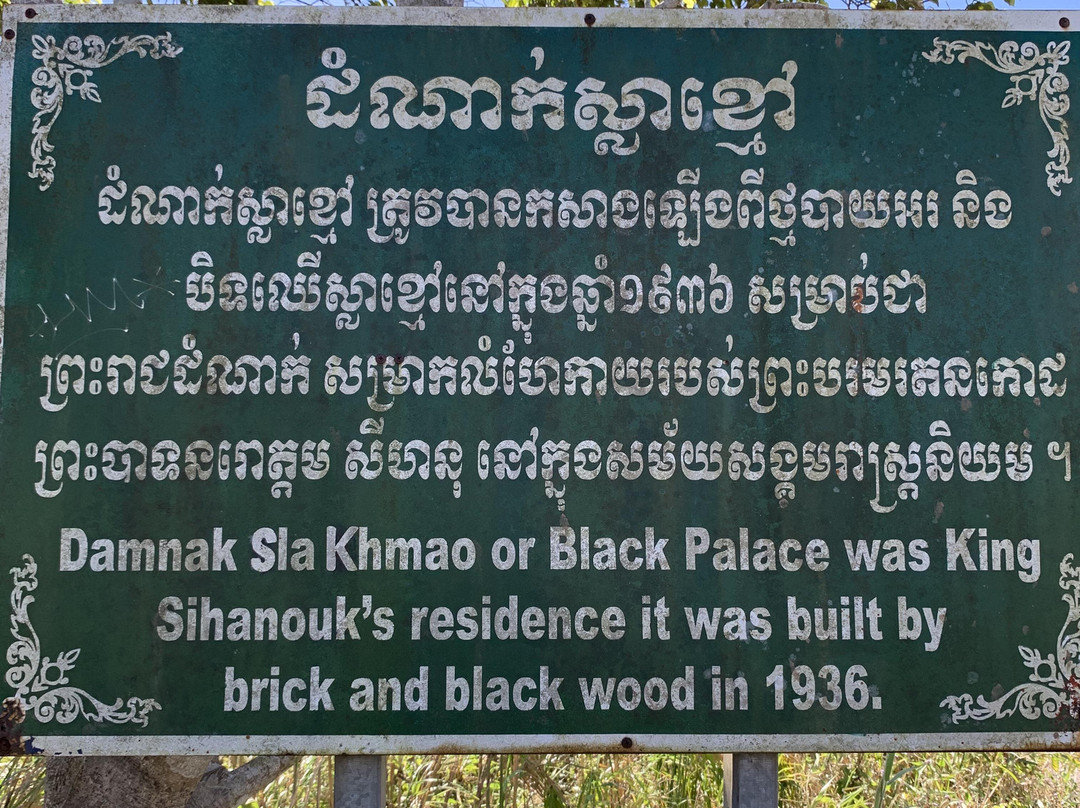 ដំណាក់ស្លាខ្មៅ
ដំណាក់ស្លាខ្មៅ ត្រូវបានកសាងឡើងពីថ្មបាយអរ និង
បិទឈើស្លាខ្មៅនៅក្នុងឆ្នាំ១៩៣៦ សម្រាប់ជា
ព្រះរាជដំណាក់ សម្រាកលំហែកាយរបស់ព្រះបរមរតនកោដ
ព្រះបាទនរោត្តម សីហនុ នៅក្នុងសម័យសង្គមរាស្ត្រនិយម ។
Damnak Sla Khmao or Black Palace was King
Sihanouk's residence it was built by
brick and black wood in 1936.